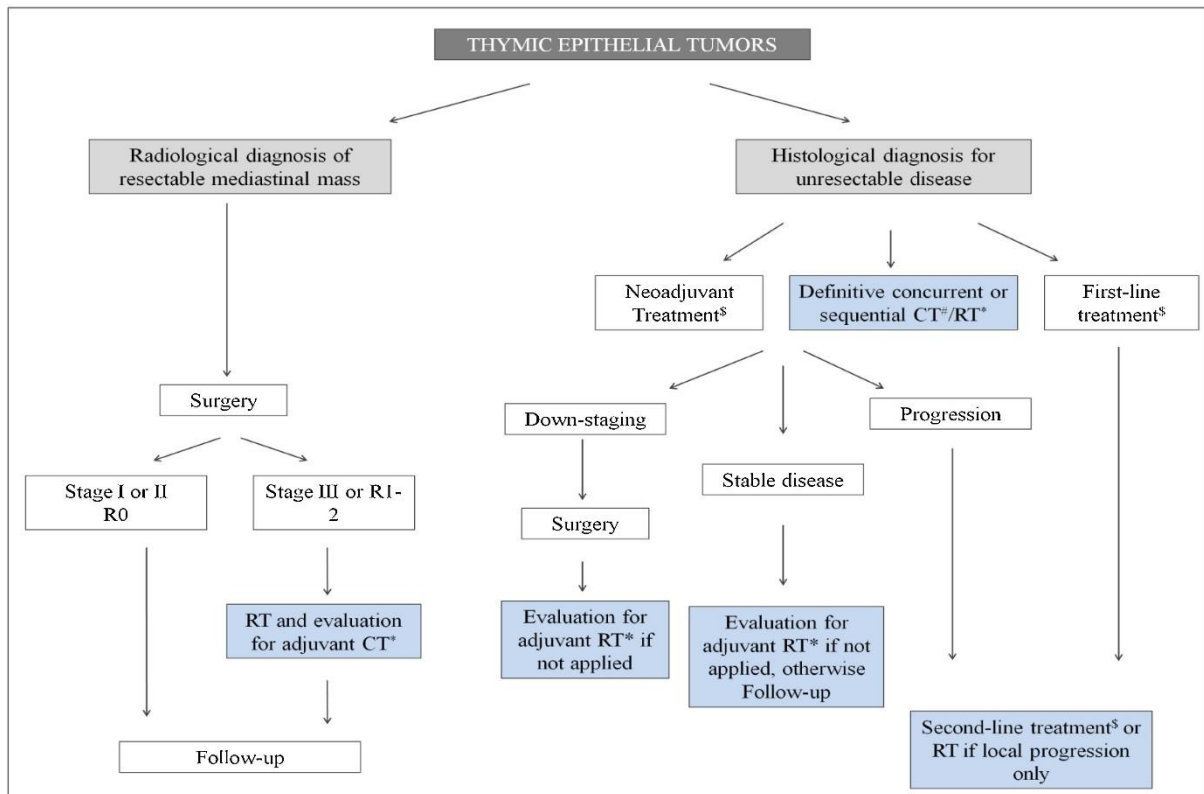 THYMIC EPITHELIAL TUMORS
Radiological diagnosis of
resectable mediastinal mass
Histological diagnosis for
unresectable disease
Neoadjuvant
Treatment$
Definitive concurrent or
sequential CT#/RT*
First-line
treatment$
Surgery
Down-staging
Progression
Stable disease
Stage I or II
R0
Stage III or R1-
2
Surgery
RT and evaluation
for adjuvant CT*
Evaluation for
adjuvant RT* if
not applied
Evaluation for
adjuvant RT* if not
applied, otherwise
Follow-up
Second-line treatment$ or
RT if local progression
only
Follow-up